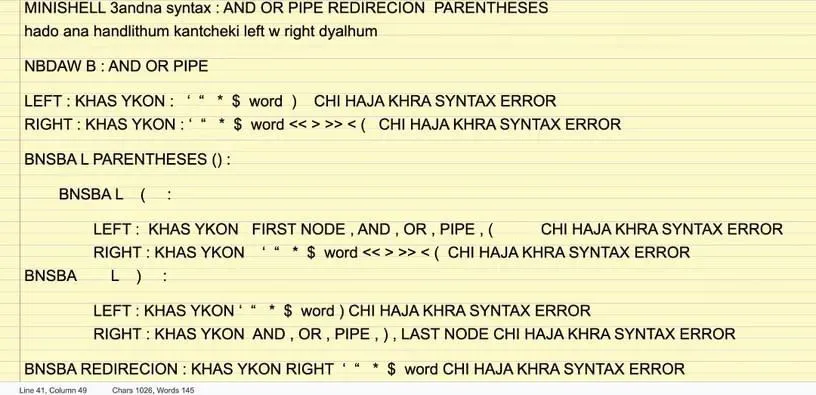 MINISHELL 3andna syntax : AND OR PIPE REDIRECION PARENTHESES
hado ana handlithum kantcheki left w right dyalhum
NBDAW B : AND OR PIPE
LEFT : KHAS YKON : ‘ “ * $ word ) CHI HAJA KHRA SYNTAX ERROR
RIGHT : KHAS YKON : ‘ “ * $ word << > >> < ( CHI HAJA KHRA SYNTAX ERROR
BNSBA L PARENTHESES () :
BNSBA L ( :
LEFT : KHAS YKON FIRST NODE , AND , OR , PIPE , ( CHI HAJA KHRA SYNTAX ERROR
RIGHT : KHAS YKON ‘ “ * $ word << > >> < ( CHI HAJA KHRA SYNTAX ERROR
BNSBA L ) :
LEFT : KHAS YKON ‘ “ * $ word ) CHI HAJA KHRA SYNTAX ERROR
RIGHT : KHAS YKON AND , OR , PIPE , ) , LAST NODE CHI HAJA KHRA SYNTAX ERROR
BNSBA REDIRECION : KHAS YKON RIGHT ‘ “ * $ word CHI HAJA KHRA SYNTAX ERROR
Line 41, Column 49 Chars 1026, Words 145